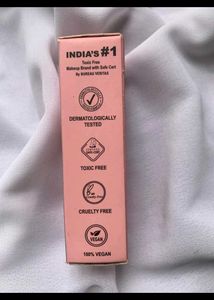 INDIA'S #1
Toxic Free
Makeup Brand with Safe Cert
By BUREAU VERITAS
DERMATOLOGICALLY
TESTED
TOXIC FREE
CRUELTY FREE
VEGAN
100% VEGAN